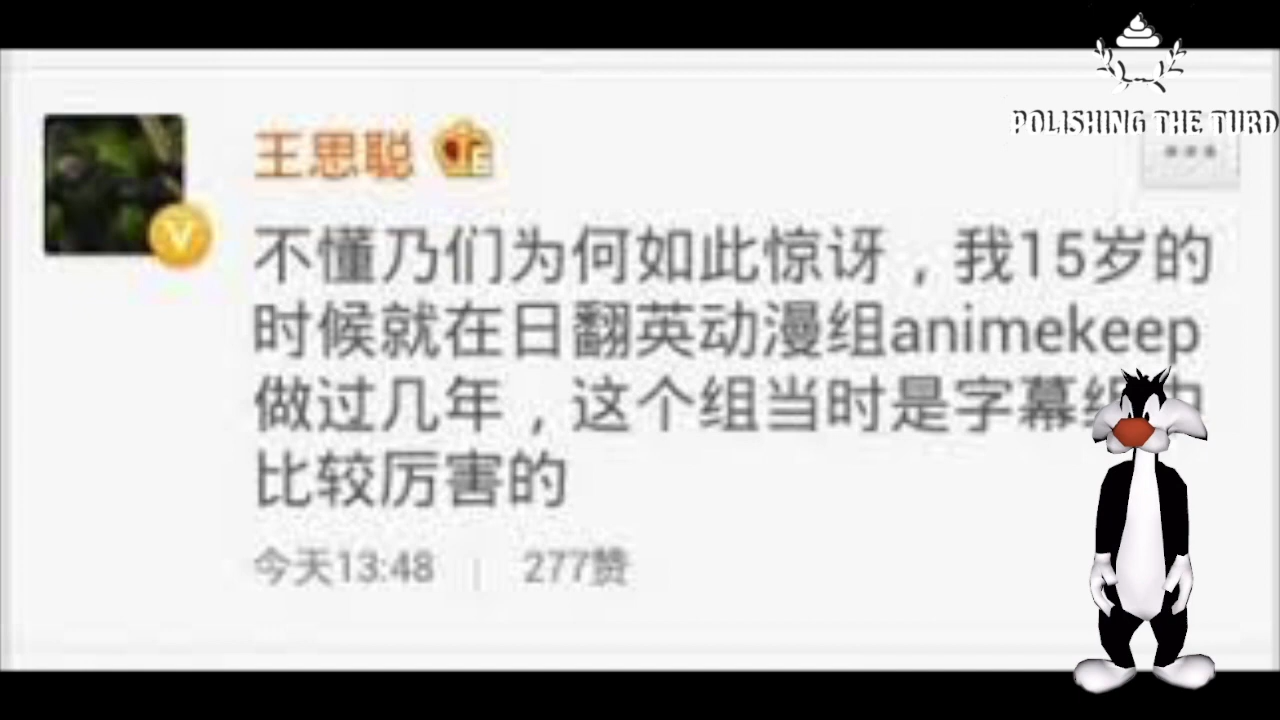 POLISHING THE TURD
王思聪
不懂乃们为何如此惊讶，我15岁的
时候就在日翻英动漫组animekeep
做过几年，这个组当时是字幕组中
比较厉害的
今天13:48 | 277赞